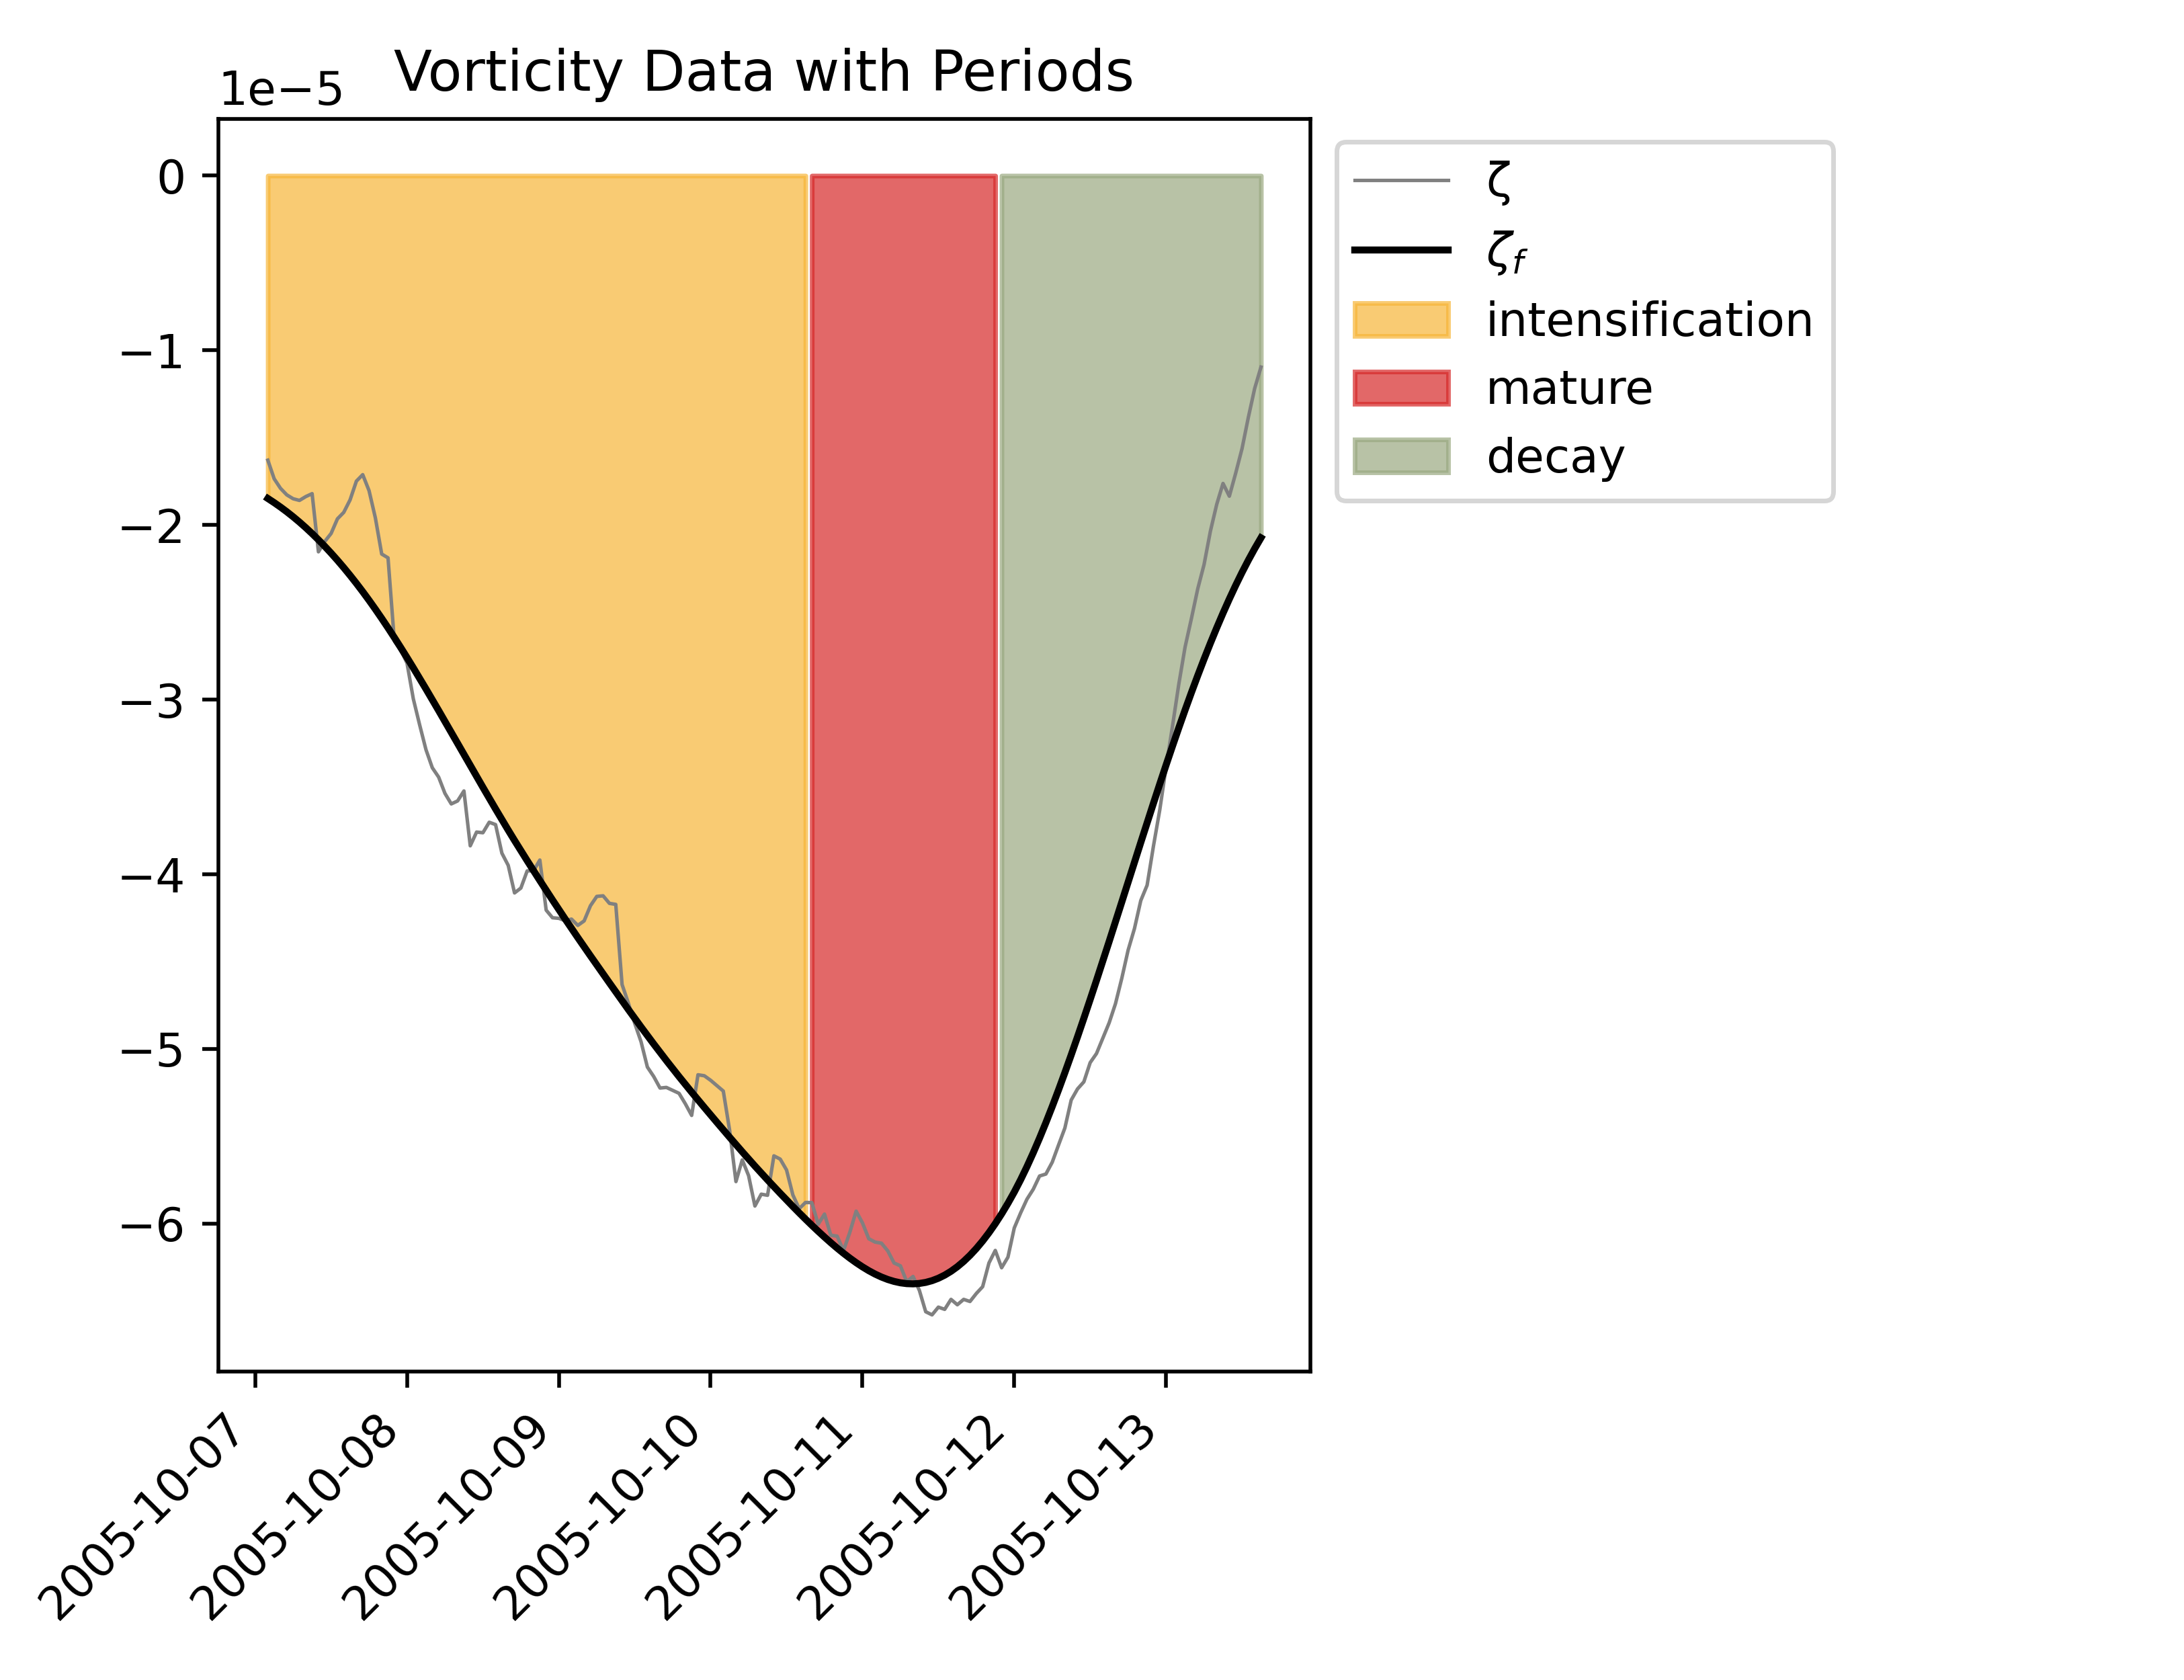 Vorticity Data with Periods
1e−5
0
−1
−2
−3
−4
−5
−6
2005-10-07
2005-10-08
2005-10-09
2005-10-10
2005-10-11
2005-10-12
2005-10-13
ζ
ζf
intensification
mature
decay